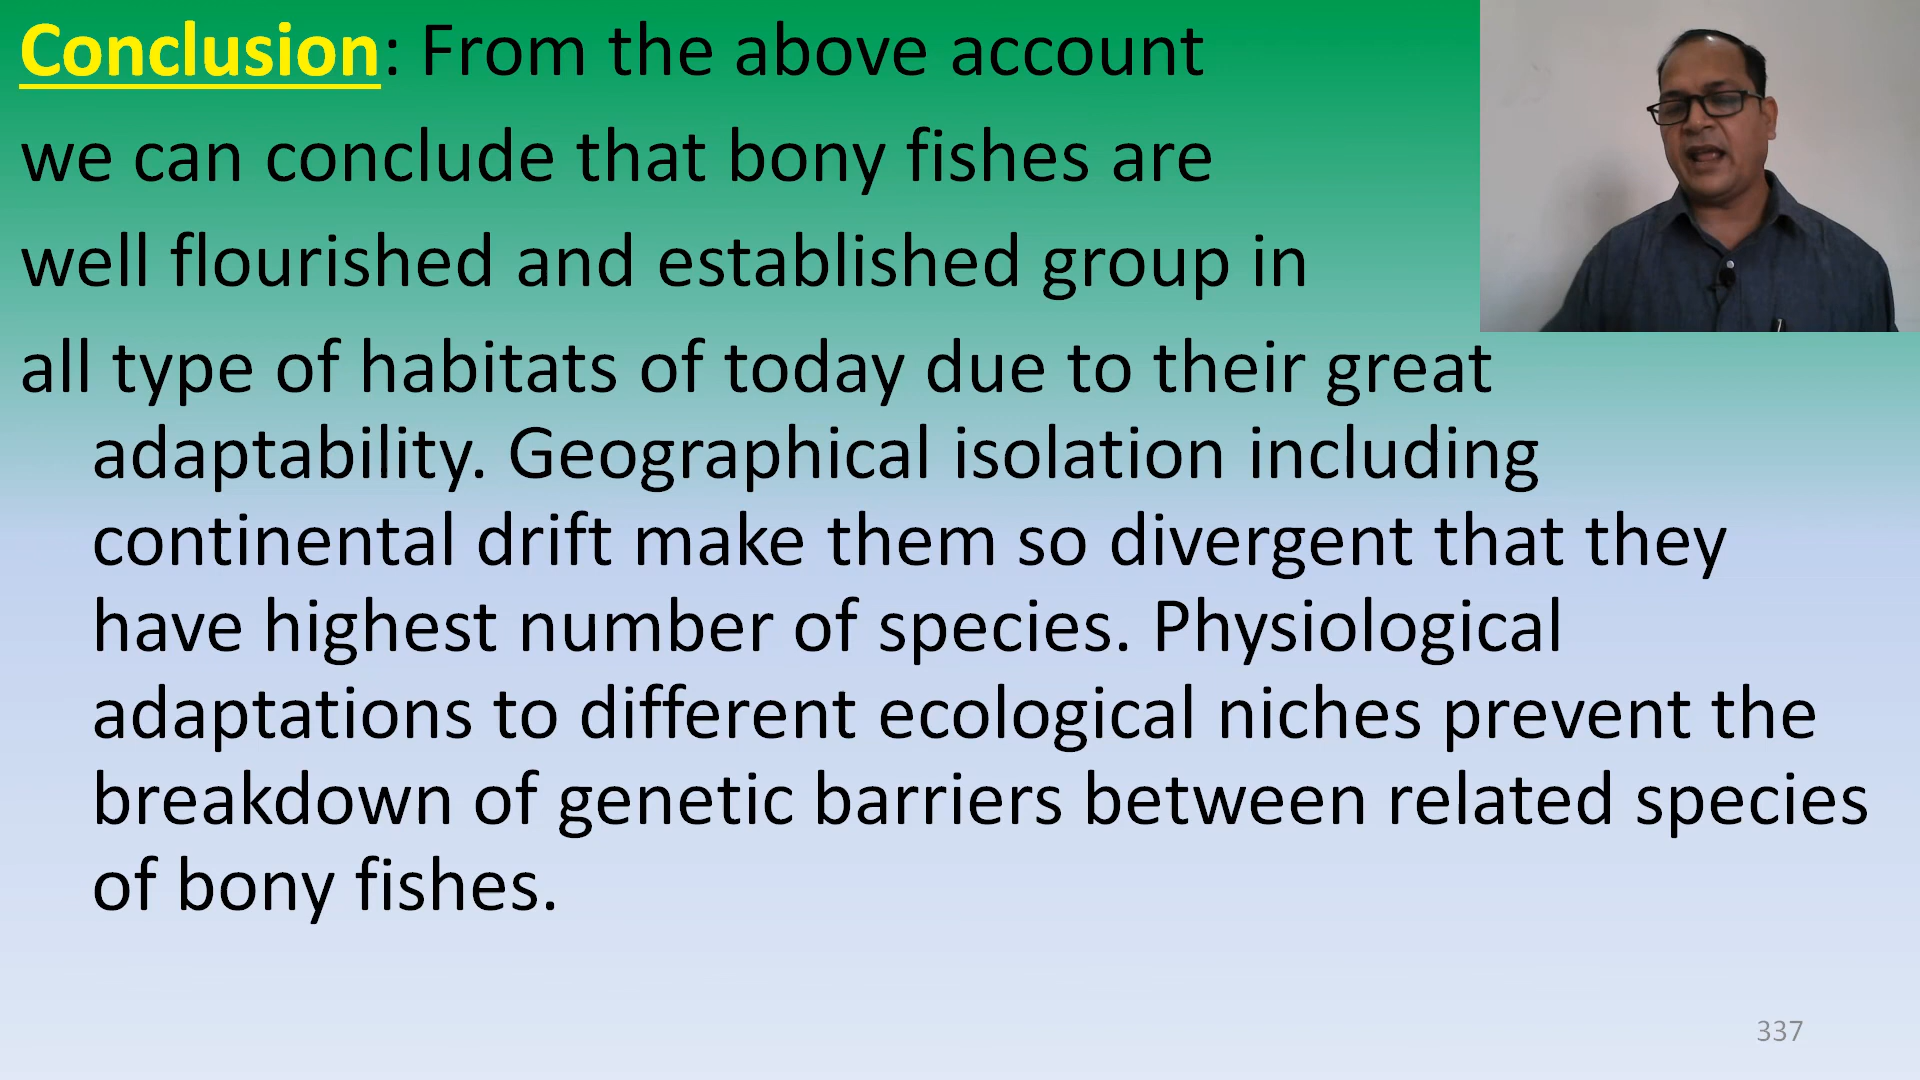 Conclusion: From the above account
we can conclude that bony fishes are
well flourished and established group in
all type of habitats of today due to their great
adaptability. Geographical isolation including
continental drift make them so divergent that they
have highest number of species. Physiological
adaptations to different ecological niches prevent the
breakdown of genetic barriers between related species
of bony fishes.
337